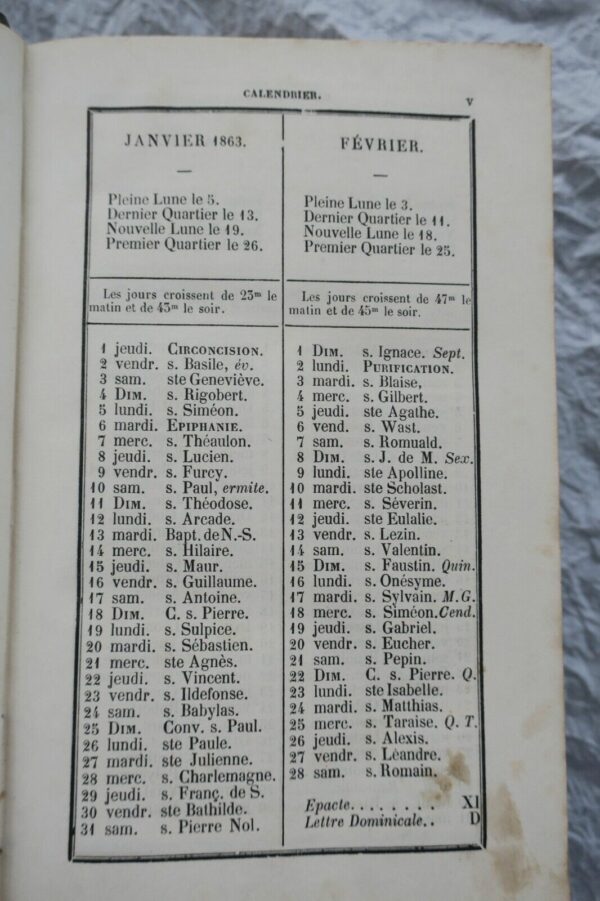 CALENDRIER.
V
JANVIER 1863.
Pleine Lune le 5.
Dernier Quartier le 13.
Nouvelle Lune le 19.
Premier Quartier le 26.
Les jours croissent de 23m le
matin et de 43m le soir.
1 jeudi. CIRCONCISION.
2 vendr. s. Basile, év.
3 sam. ste Geneviève.
4 DIM. s. Rigobert.
5 lundi. s. Siméon.
6 mardi. EPIPHANIE.
7 merc. s. Théaulon.
8 jeudi. s. Lucien.
9 vendr. s. Furcy.
10 sam. s. Paul, ermite.
11 DIM. s. Théodose.
12 lundi. s. Arcade.
13 mardi. Bapt. de N.-S.
14 merc. s. Hilaire.
15 jeudi. s. Maur.
16 vendr. s. Guillaume.
17 sam. s. Antoine.
18 DIM. C. s. Pierre.
19 lundi. s. Sulpice.
20 mardi. s. Sébastien.
21 merc. ste Agnès.
22 jeudi. s. Vincent.
23 vendr. s. Ildefonse.
24 sam. s. Babylas.
25 DIM. Conv. s. Paul.
26 lundi. ste Paule.
27 mardi. ste Julienne.
28 merc. s. Charlemagne.
29 jeudi. s. Franç. de S.
30 vendr. ste Bathilde.
31 sam. s. Pierre Nol.
FÉVRIER.
Pleine Lune le 3.
Dernier Quartier le 11.
Nouvelle Lune le 18.
Premier Quartier le 25.
Les jours croissent de 47m le
matin et de 45m le soir.
1 DIM. s. Ignace. Sept.
2 lundi. PURIFICATION.
3 mardi. s. Blaise,
4 merc. s. Gilbert.
5 jeudi. ste Agathe.
6 vend. s. Wast.
7 sam. s. Romuald.
8 DIM. s. J. de M. Sex.
9 lundi. ste Apolline.
10 mardi. ste Scholast.
11 merc. s. Séverin.
12 jeudi. ste Eulalie.
13 vendr. s. Lezin.
14 sam. s. Valentin.
15 DIM. s. Faustin. Quin.
16 lundi. s. Onésyme.
17 mardi. s. Sylvain. M.G.
18 merc. s. Siméon. Cend.
19 jeudi. s. Gabriel.
20 vendr. s. Eucher.
21 sam. s. Pepin.
22 DIM. C. s. Pierre. Q.
23 lundi. ste Isabelle.
24 mardi. s. Matthias.
25 merc. s. Taraise. Q. T.
26 jeudi. s. Alexis.
27 vendr. s. Léandre.
28 sam. s. Romain.
Epacte. . . . . . . . XI
Lettre Dominicale. . D